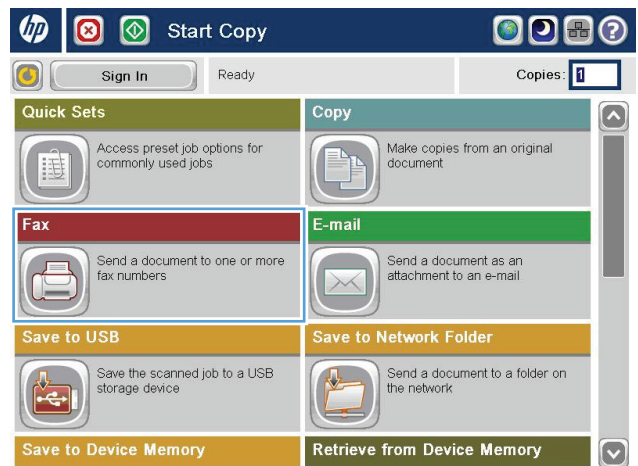 hp
Start Copy
?
Sign In
Ready
Copies: 1
Quick Sets
Copy
Access preset job options for
commonly used jobs
Make copies from an original
document
Fax
E-mail
Send a document to one or more
fax numbers
Send a document as an
attachment to an e-mail
Save to USB
Save to Network Folder
Save the scanned job to a USB
storage device
Send a document to a folder on
the network
Save to Device Memory
Retrieve from Device Memory